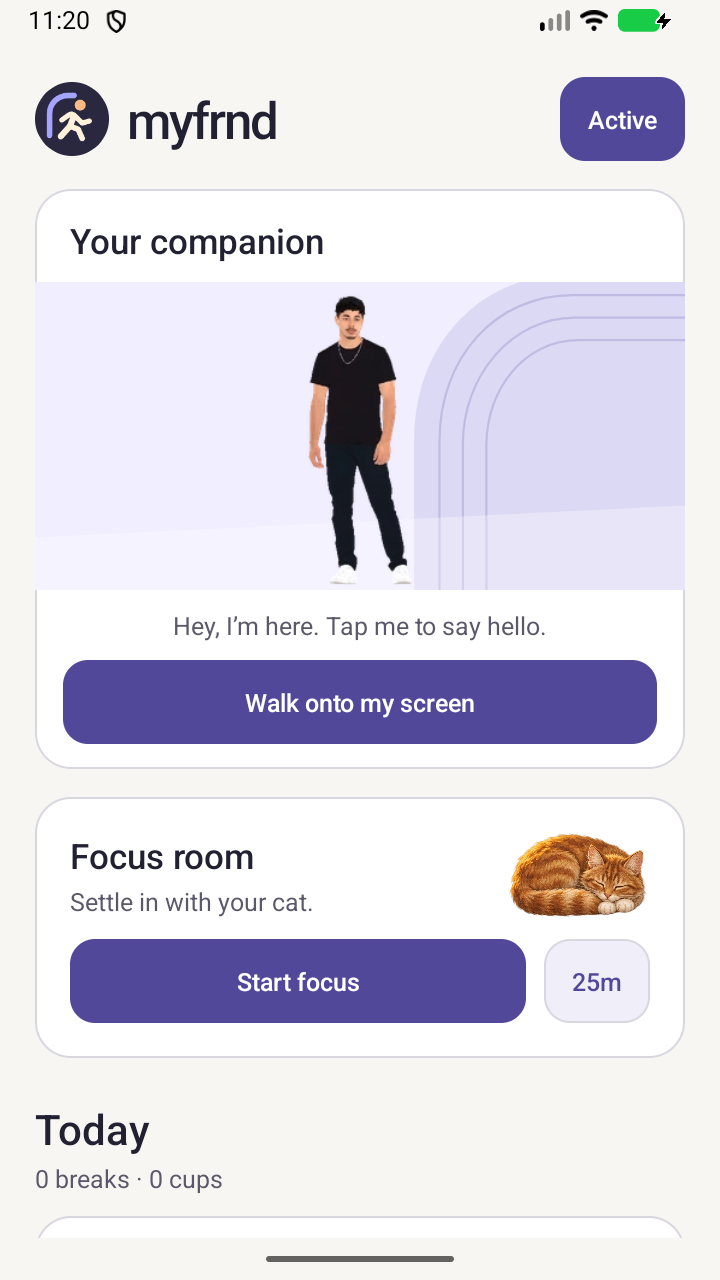 11:20
myfrnd
Active
Your companion
Hey, I’m here. Tap me to say hello.
Walk onto my screen
Focus room
Settle in with your cat.
Start focus
25m
Today
0 breaks · 0 cups